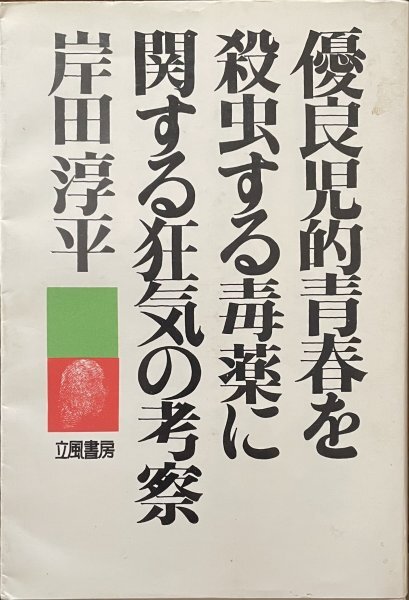 優良児的青春を
殺虫する毒薬に
関する狂気の考察
岸田淳平
立風書房